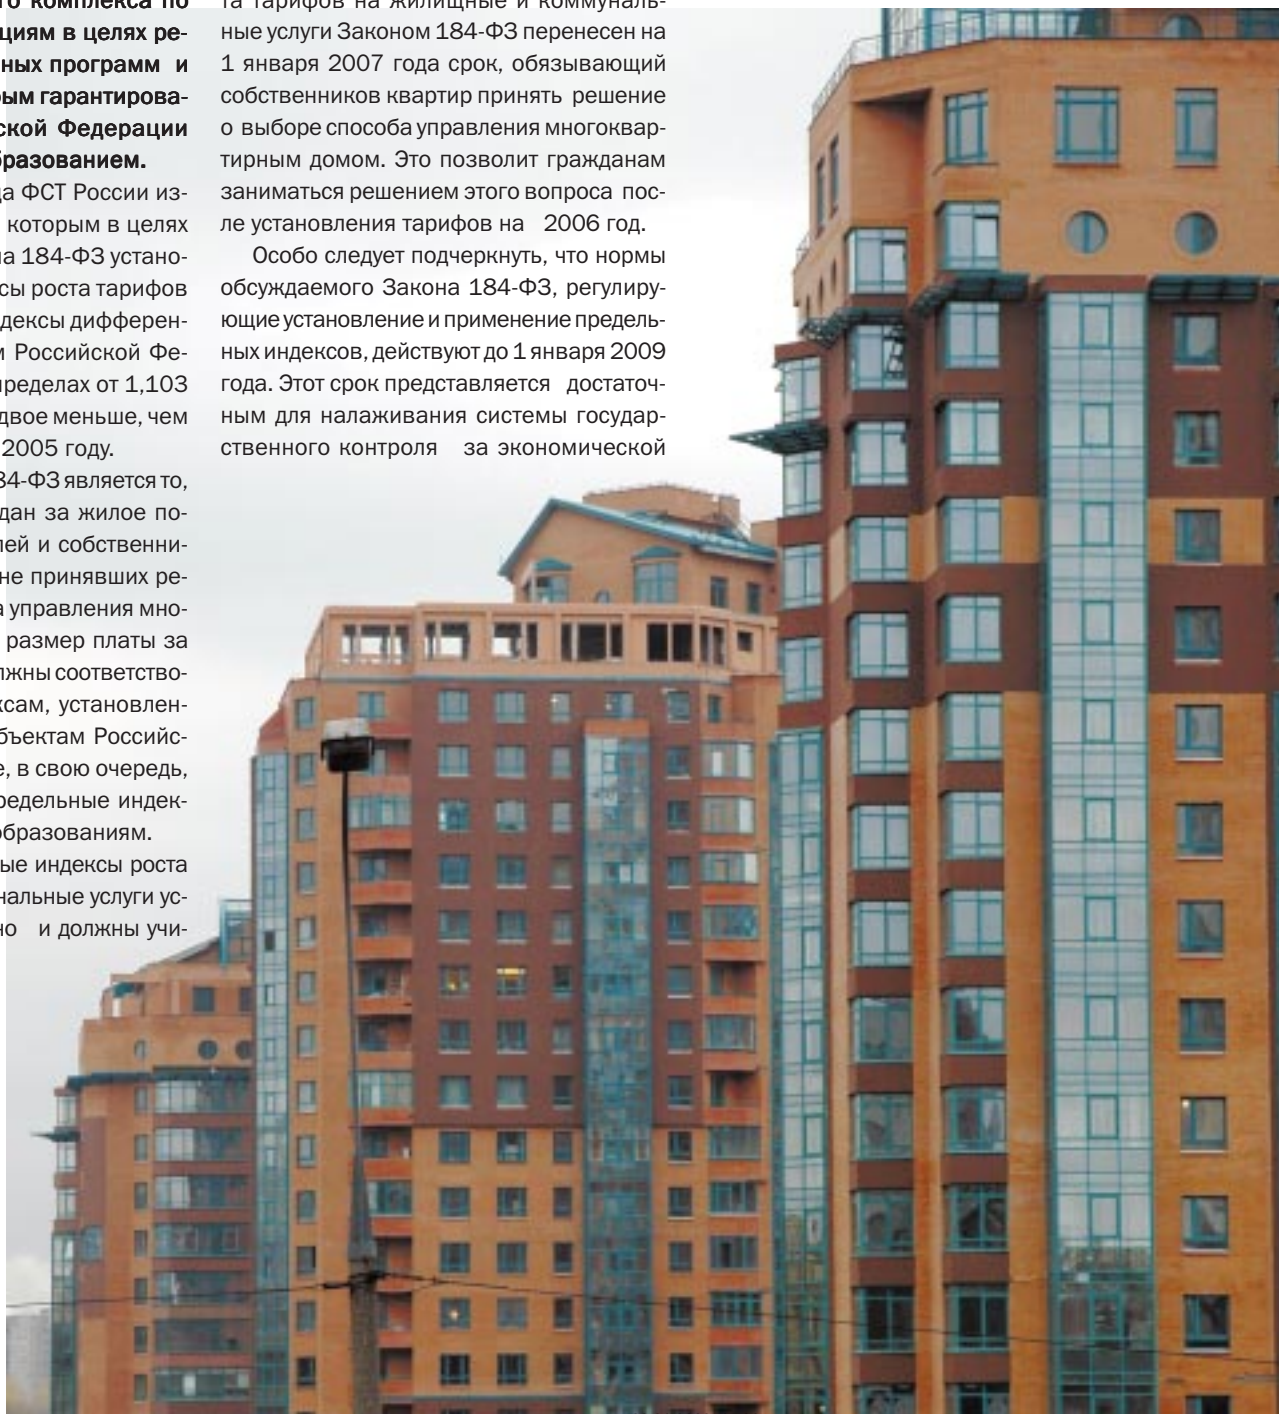 комплекса по
циям в целях ре-
ных программ и
ым гарантирова-
ской Федерации
бразованием.
да ФСТ России из-
которым в целях
на 184-ФЗ устано-
сы роста тарифов
дексы дифферен-
м Российской Фе-
пределах от 1,103
двое меньше, чем
2005 году.
84-ФЗ является то,
дан за жилое по-
лей и собственни-
не принявших ре-
а управления мно-
размер платы за
лжны соответство-
ксам, установлен-
бъектам Российс-
е, в свою очередь,
редельные индек-
образованиям.
ые индексы роста
нальные услуги ус-
но и должны учи-
та тарифов на жилищные и коммуналь-
ные услуги Законом 184-ФЗ перенесен на
1 января 2007 года срок, обязывающий
собственников квартир принять решение
о выборе способа управления многоквар-
тирным домом. Это позволит гражданам
заниматься решением этого вопроса пос-
ле установления тарифов на 2006 год.
Особо следует подчеркнуть, что нормы
обсуждаемого Закона 184-ФЗ, регулиру-
ющие установление и применение предель-
ных индексов, действуют до 1 января 2009
года. Этот срок представляется достаточ-
ным для налаживания системы государ-
ственного контроля за экономической